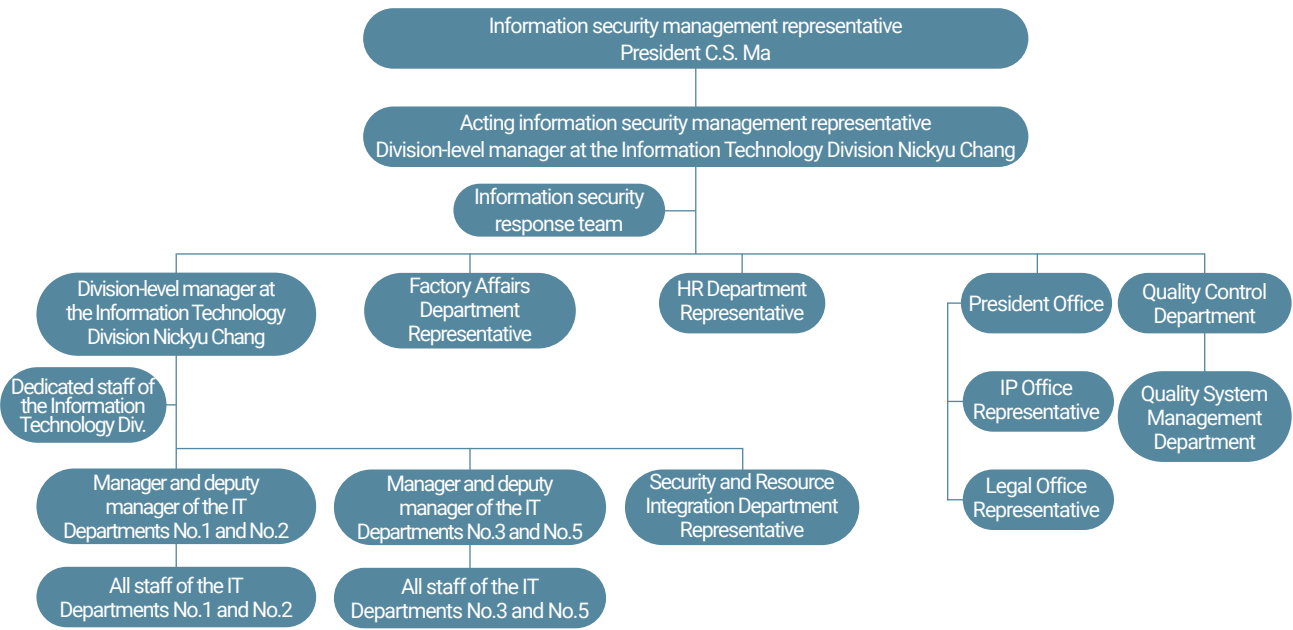 Information security management representative
President C.S. Ma
Acting information security management representative
Division-level manager at the Information Technology Division Nickyu Chang
Information security
response team
Division-level manager at
the Information Technology
Division Nickyu Chang
Factory Affairs
Department
Representative
HR Department
Representative
President Office
Quality Control
Department
Dedicated staff of
the Information
Technology Div.
IP Office
Representative
Quality System
Management
Department
Manager and deputy
manager of the IT
Departments No.1 and No.2
Manager and deputy
manager of the IT
Departments No.3 and No.5
Security and Resource
Integration Department
Representative
Legal Office
Representative
All staff of the IT
Departments No.1 and No.2
All staff of the IT
Departments No.3 and No.5